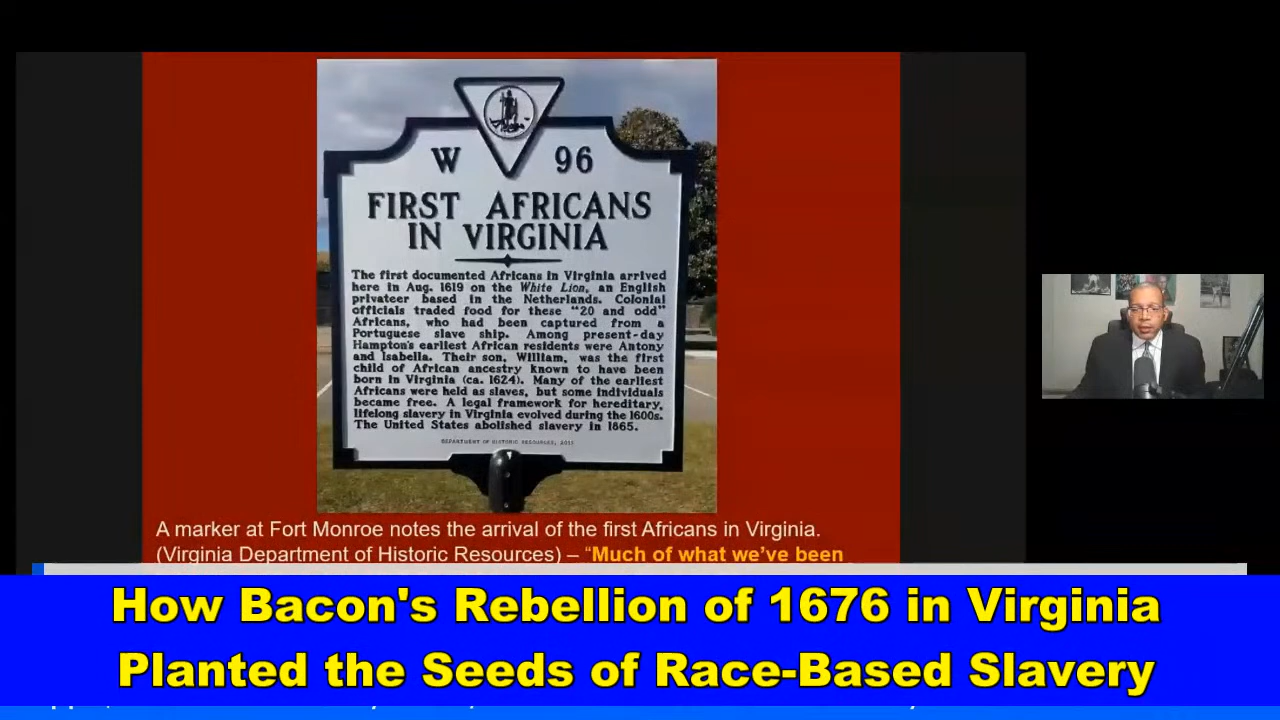 W 96
FIRST AFRICANS
IN VIRGINIA
The first documented Africans in Virginia arrived
here in Aug. 1619 on the White Lion, an English
privateer based in the Netherlands. Colonial
officials traded food for these "20 and odd"
Africans, who had been captured from a
Portuguese slave ship. Among present-day
Hampton's earliest African residents were Antony
and Isabella. Their son, William, was the first
child of African ancestry known to have been
born in Virginia (ca. 1624). Many of the earliest
Africans were held as slaves, but some individuals
became free. A legal framework for hereditary,
lifelong slavery in Virginia evolved during the 1600s.
The United States abolished slavery in 1865.
DEPARTMENT OF HISTORIC RESOURCES, 2015
A marker at Fort Monroe notes the arrival of the first Africans in Virginia.
(Virginia Department of Historic Resources) – “Much of what we’ve been
How Bacon's Rebellion of 1676 in Virginia
Planted the Seeds of Race-Based Slavery